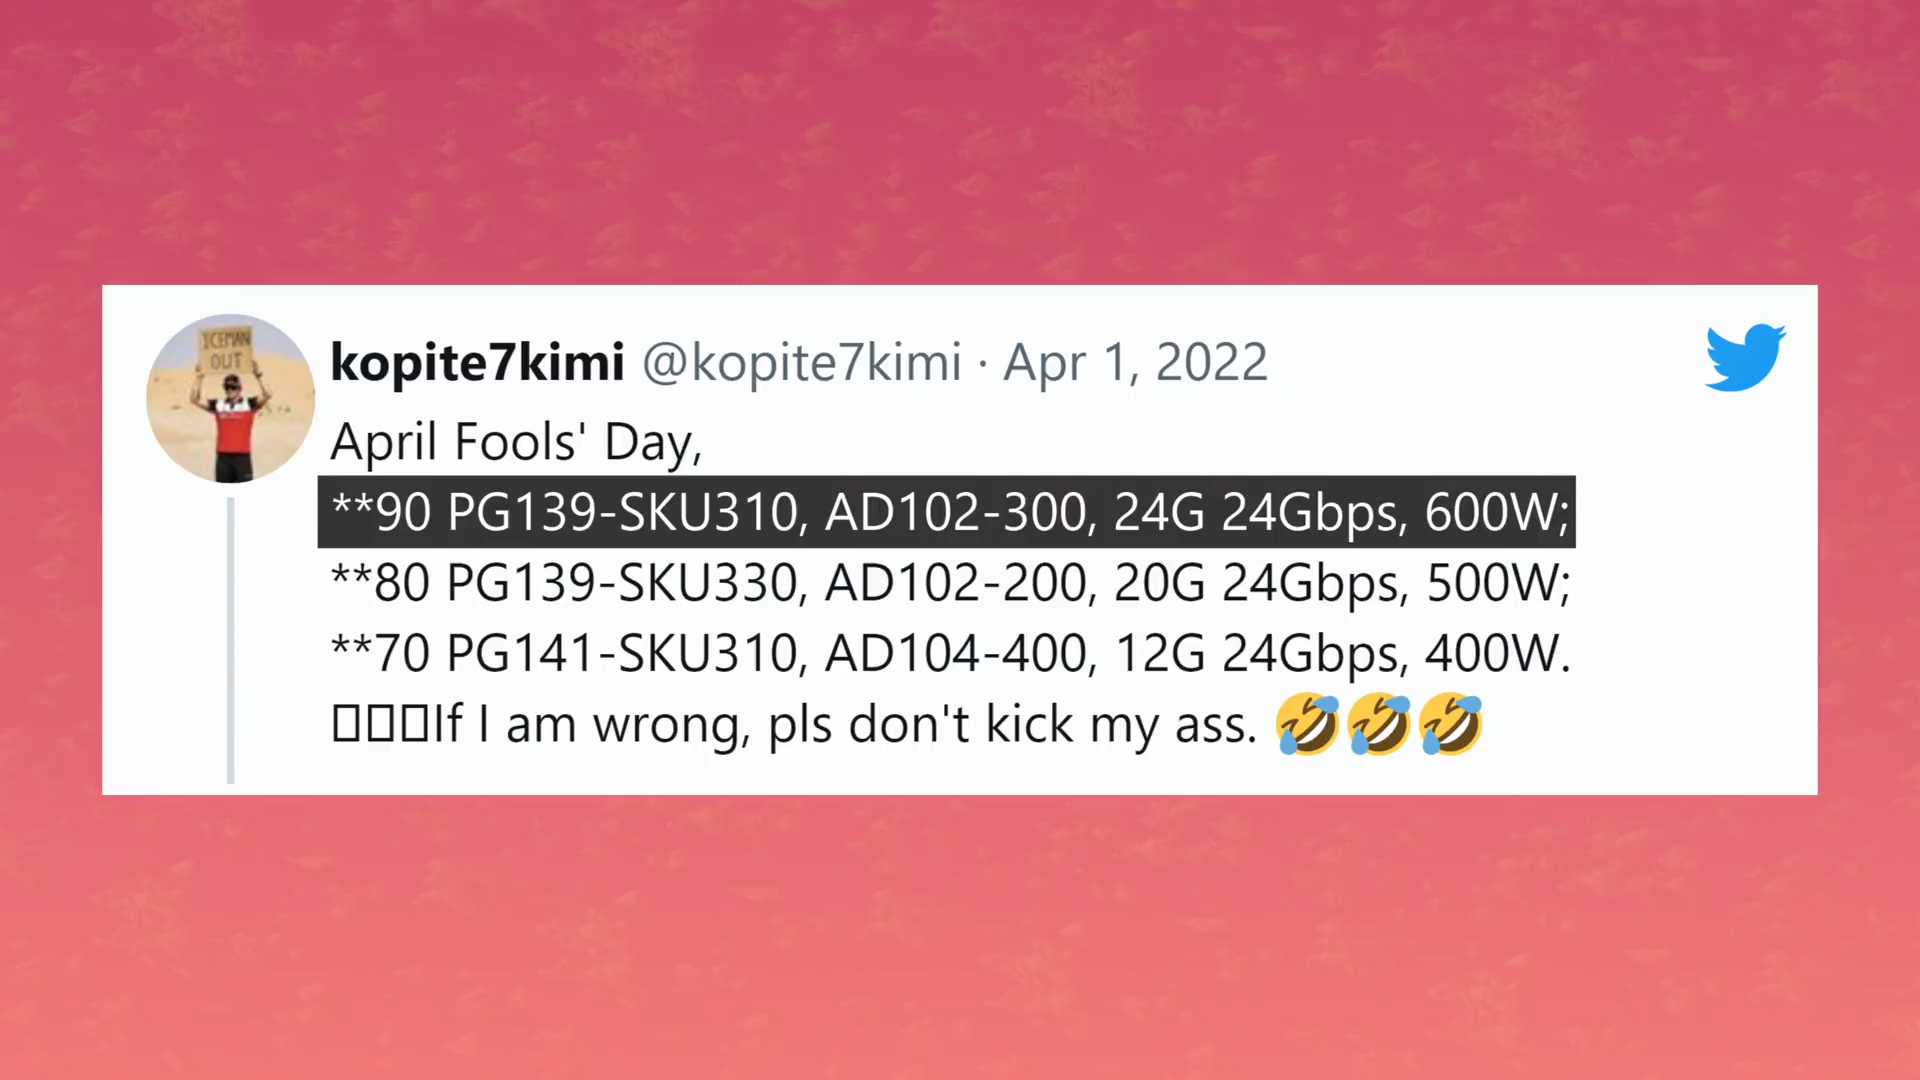 ICEMAN
OUT
kopite7kimi @kopite7kimi · Apr 1, 2022
April Fools' Day,
**90 PG139-SKU310, AD102-300, 24G 24Gbps, 600W;
**80 PG139-SKU330, AD102-200, 20G 24Gbps, 500W;
**70 PG141-SKU310, AD104-400, 12G 24Gbps, 400W.
▯▯▯If I am wrong, pls don't kick my ass. 🤣🤣🤣